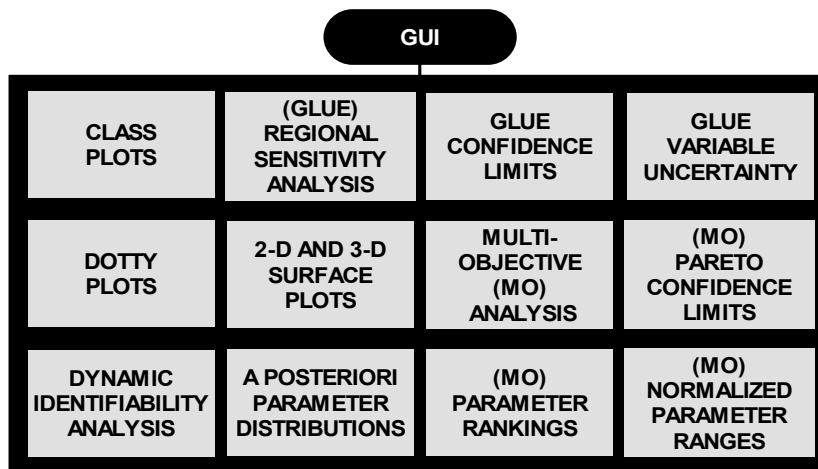 GUI
CLASS
PLOTS
(GLUE)
REGIONAL
SENSITIVITY
ANALYSIS
GLUE
CONFIDENCE
LIMITS
GLUE
VARIABLE
UNCERTAINTY
DOTTY
PLOTS
2-D AND 3-D
SURFACE
PLOTS
MULTI-
OBJECTIVE
(MO)
ANALYSIS
(MO)
PARETO
CONFIDENCE
LIMITS
DYNAMIC
IDENTIFIABILITY
ANALYSIS
A POSTERIORI
PARAMETER
DISTRIBUTIONS
(MO)
PARAMETER
RANKINGS
(MO)
NORMALIZED
PARAMETER
RANGES